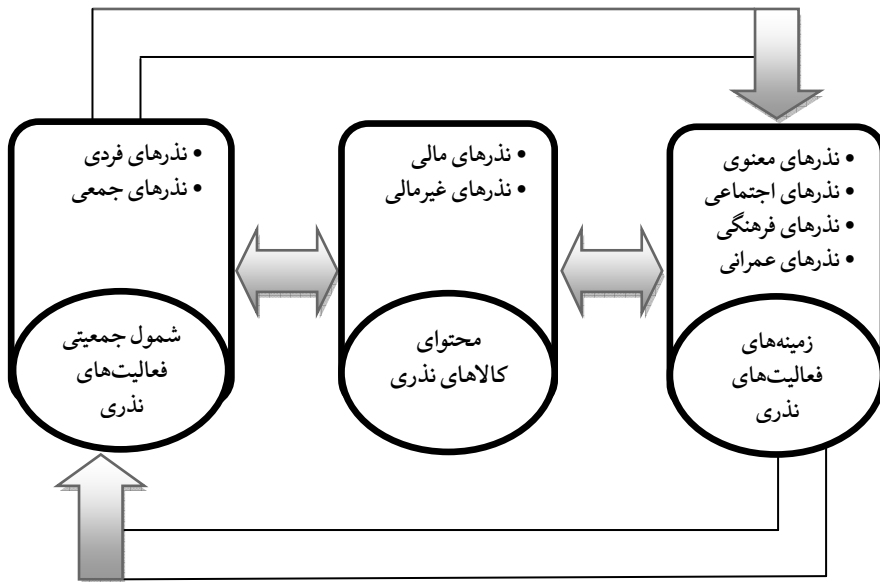 • نذرهای معنوی
• نذرهای اجتماعی
• نذرهای فرهنگی
• نذرهای عمرانی
زمینه‌های
فعالیت‌های
نذری
• نذرهای مالی
• نذرهای غیرمالی
محتوای
کالاهای نذری
• نذرهای فردی
• نذرهای جمعی
شمول جمعیتی
فعالیت‌های
نذری